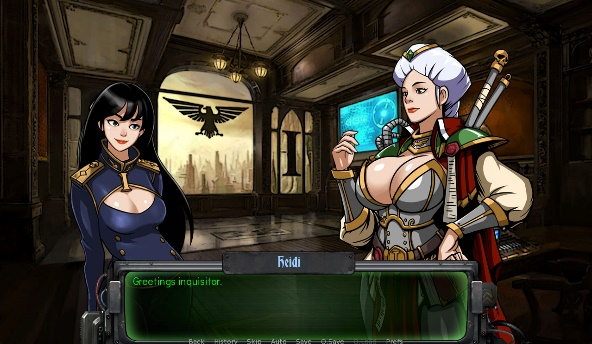 Heidi
Greetings inquisitor.
Back History Skip Auto Save Q.Save Prefs